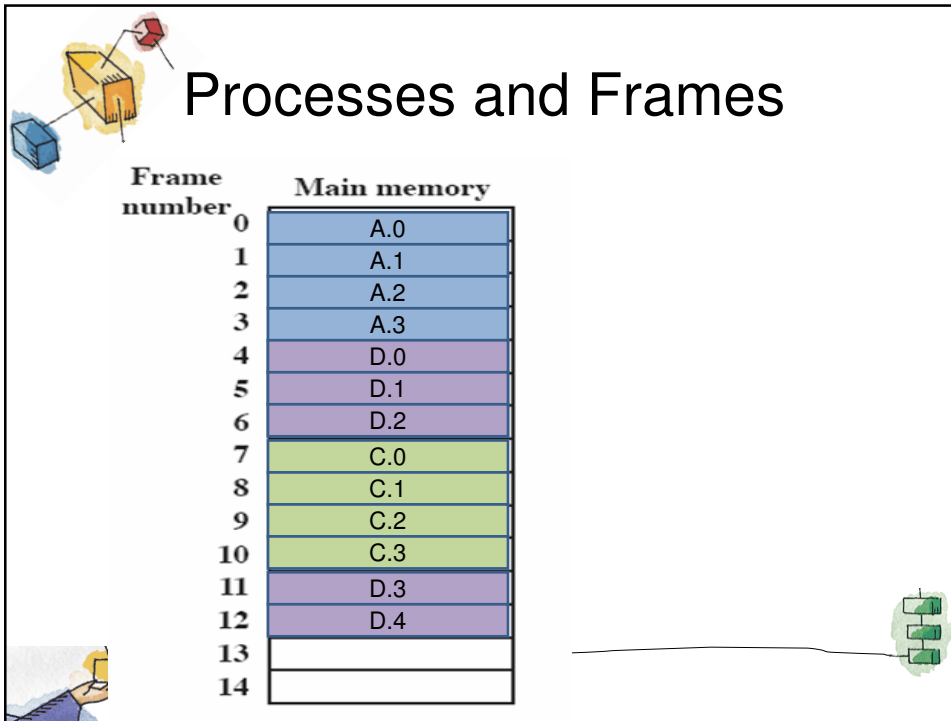 Processes and Frames
Frame
number
Main memory
0 A.0
1 A.1
2 A.2
3 A.3
4 D.0
5 D.1
6 D.2
7 C.0
8 C.1
9 C.2
10 C.3
11 D.3
12 D.4
13
14